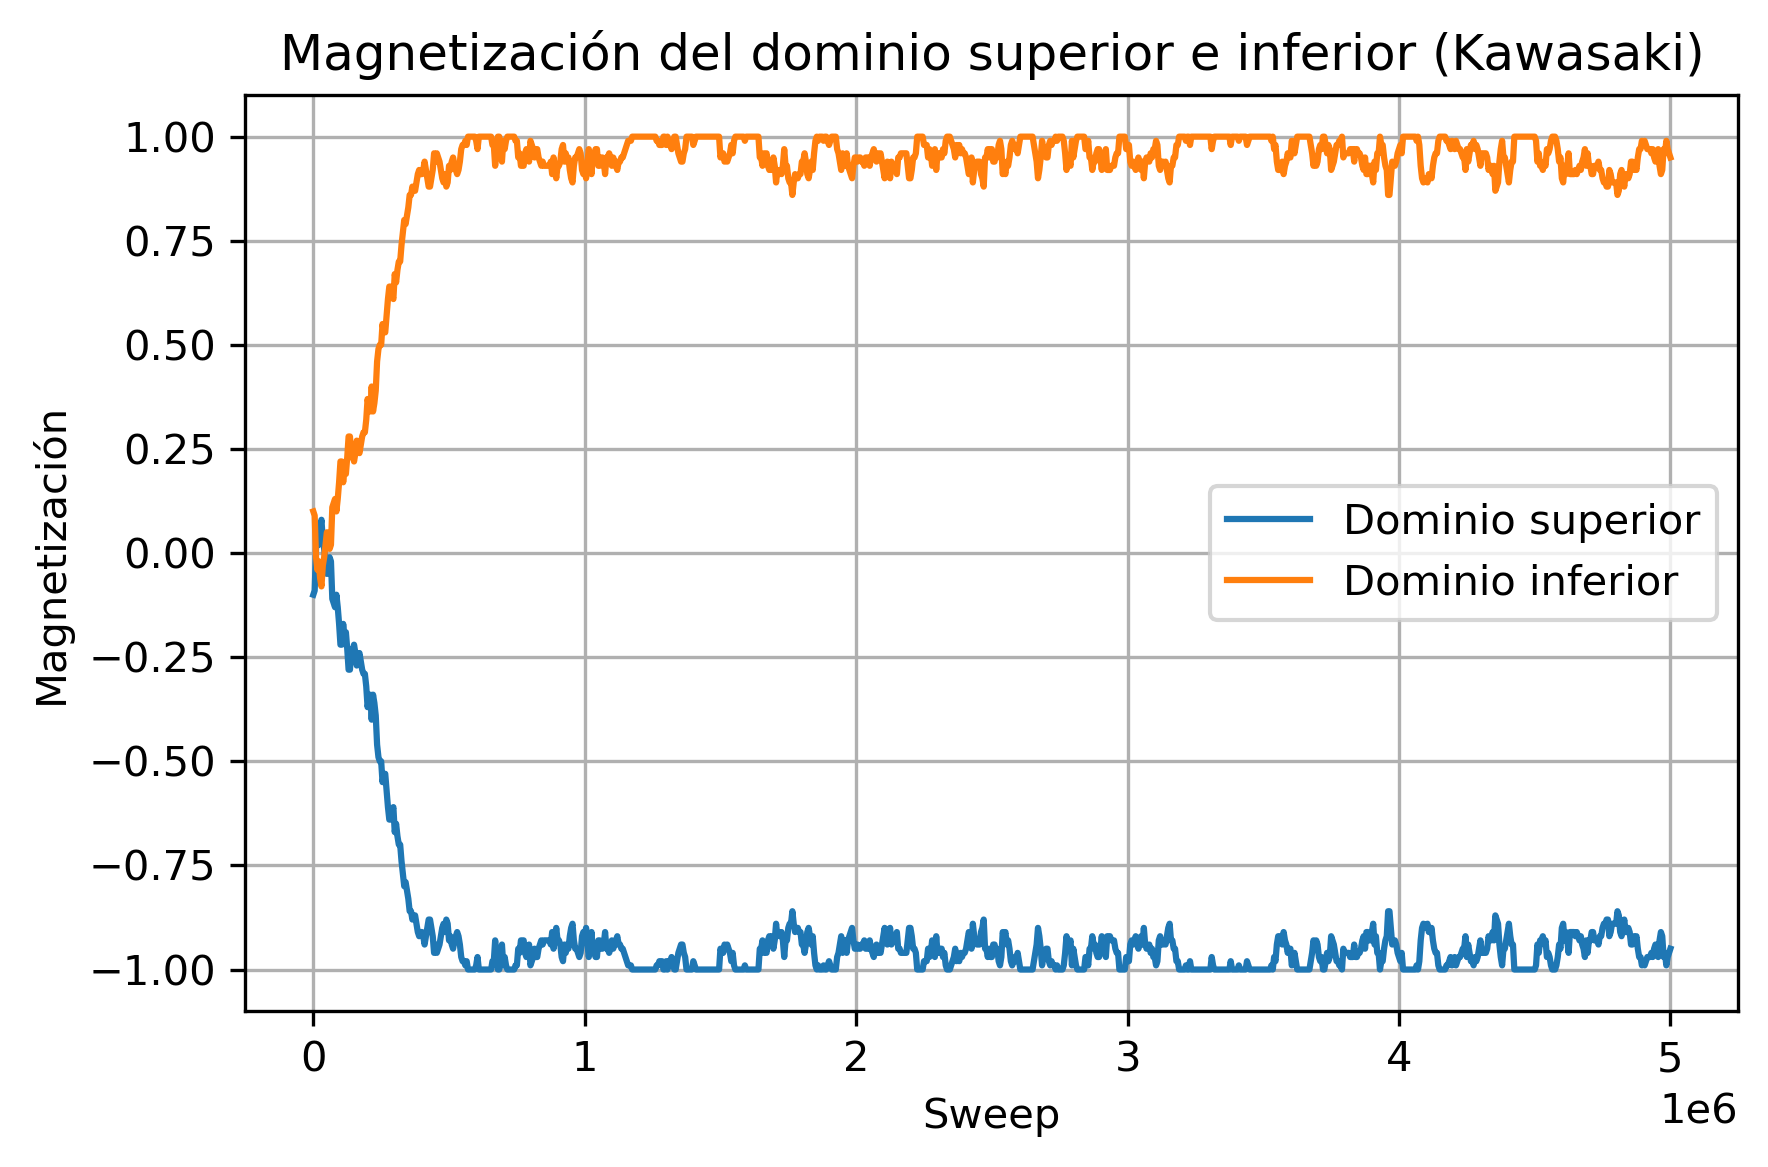 Magnetización del dominio superior e inferior (Kawasaki)
Magnetización
1.00
0.75
0.50
0.25
0.00
−0.25
−0.50
−0.75
−1.00
Dominio superior
Dominio inferior
0 1 2 3 4 5
Sweep
1e6